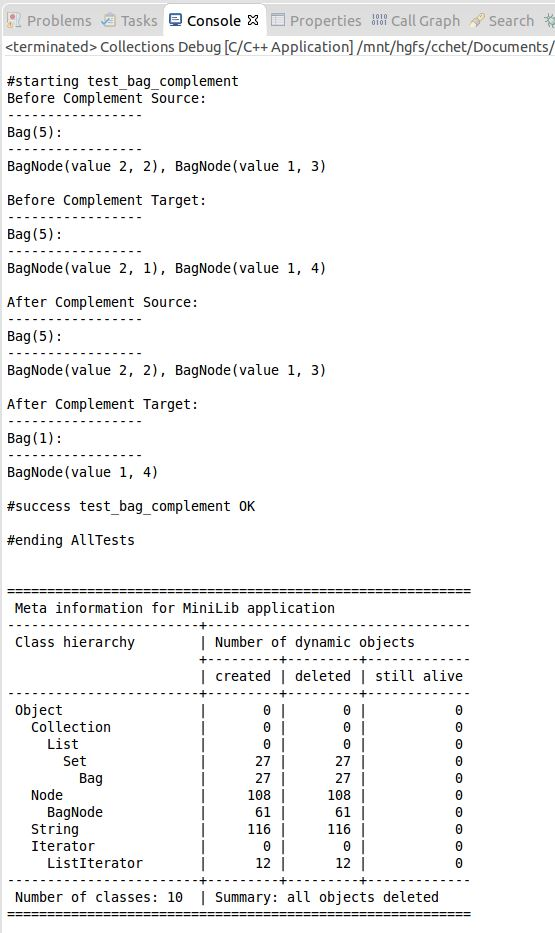 Problems Tasks Console Properties Call Graph Search
<terminated> Collections Debug [C/C++ Application] /mnt/hgfs/cchet/Documents/
#starting test_bag_complement
Before Complement Source:
-----------------
Bag(5):
-----------------
BagNode(value 2, 2), BagNode(value 1, 3)
Before Complement Target:
-----------------
Bag(5):
-----------------
BagNode(value 2, 1), BagNode(value 1, 4)
After Complement Source:
-----------------
Bag(5):
-----------------
BagNode(value 2, 2), BagNode(value 1, 3)
After Complement Target:
-----------------
Bag(1):
-----------------
BagNode(value 1, 4)
#success test_bag_complement OK
#ending AllTests
==========================================================
Meta information for MiniLib application
------------------------+---------------------------------
Class hierarchy | Number of dynamic objects
+---------+---------+-------------
| created | deleted | still alive
------------------------+---------+---------+-------------
Object | 0 | 0 | 0
Collection | 0 | 0 | 0
List | 0 | 0 | 0
Set | 27 | 27 | 0
Bag | 27 | 27 | 0
Node | 108 | 108 | 0
BagNode | 61 | 61 | 0
String | 116 | 116 | 0
Iterator | 0 | 0 | 0
ListIterator | 12 | 12 | 0
------------------------+---------+---------+-------------
Number of classes: 10 | Summary: all objects deleted
==========================================================